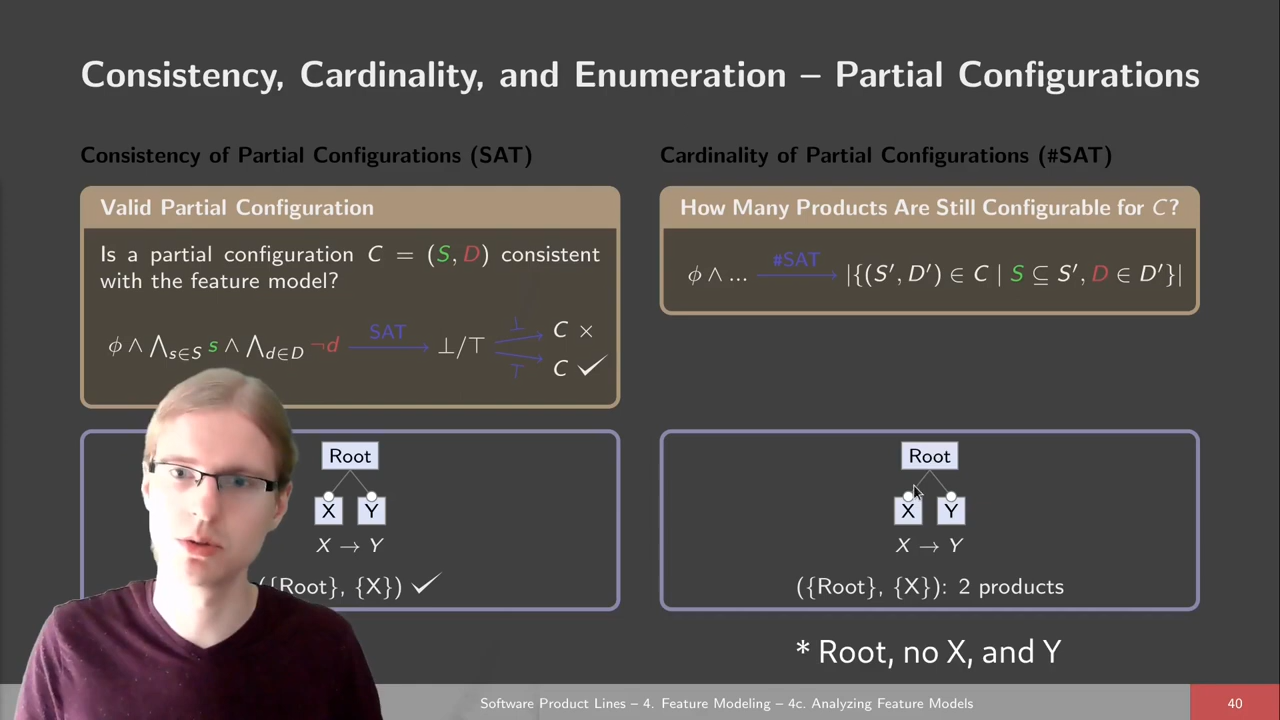 Consistency, Cardinality, and Enumeration – Partial Configurations
Consistency of Partial Configurations (SAT)
Valid Partial Configuration
Is a partial configuration C = (S, D) consistent
with the feature model?
ϕ ∧ ⋀s∈S s ∧ ⋀d∈D ¬d
SAT
⊥/⊤
⊥
C ×
⊤
C ✓
Root
X Y
X → Y
({Root}, {X}) ✓
Cardinality of Partial Configurations (#SAT)
How Many Products Are Still Configurable for C?
ϕ ∧ ...
#SAT
|{(S′, D′) ∈ C | S ⊆ S′, D ∈ D′}|
Root
X Y
X → Y
({Root}, {X}): 2 products
* Root, no X, and Y
Software Product Lines – 4. Feature Modeling – 4c. Analyzing Feature Models
40